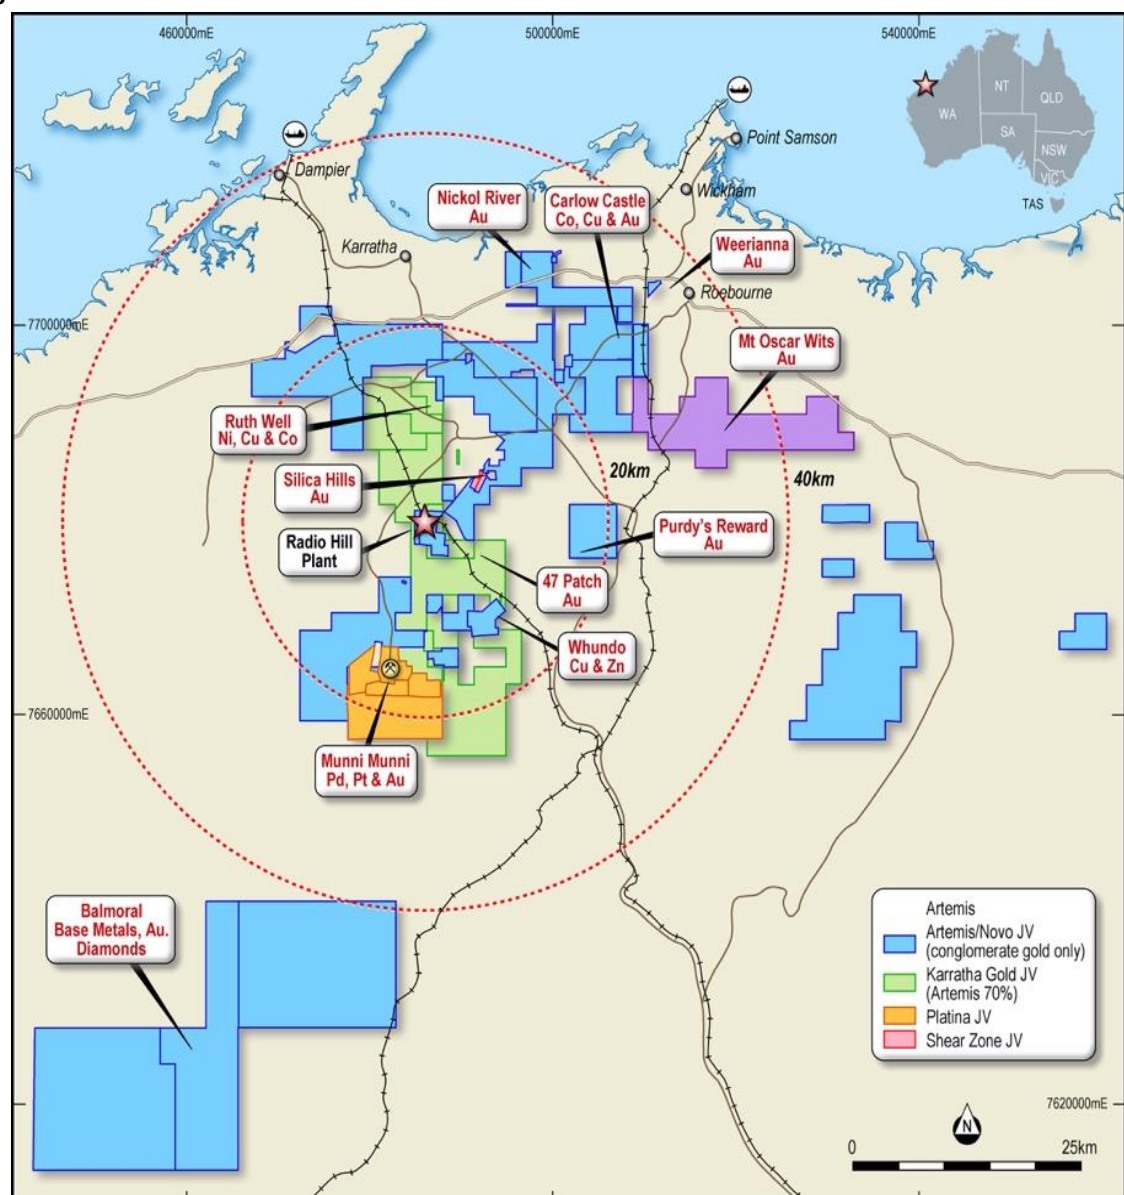 460000mE
500000mE
540000mE
NT
QLD
WA
SA
NSW
VIC
TAS
Point Samson
Dampier
Wickham
Nickol River
Au
Carlow Castle
Co, Cu & Au
Karratha
Weerianna
Au
Roebourne
7700000mE
Mt Oscar Wits
Au
Ruth Well
Ni, Cu & Co
20km
40km
Silica Hills
Au
Radio Hill
Plant
Purdy's Reward
Au
47 Patch
Au
Whundo
Cu & Zn
7660000mE
Munni Munni
Pd, Pt & Au
Balmoral
Base Metals, Au.
Diamonds
Artemis
Artemis/Novo JV
(conglomerate gold only)
Karratha Gold JV
(Artemis 70%)
Platina JV
Shear Zone JV
7620000mE
N
0
25km